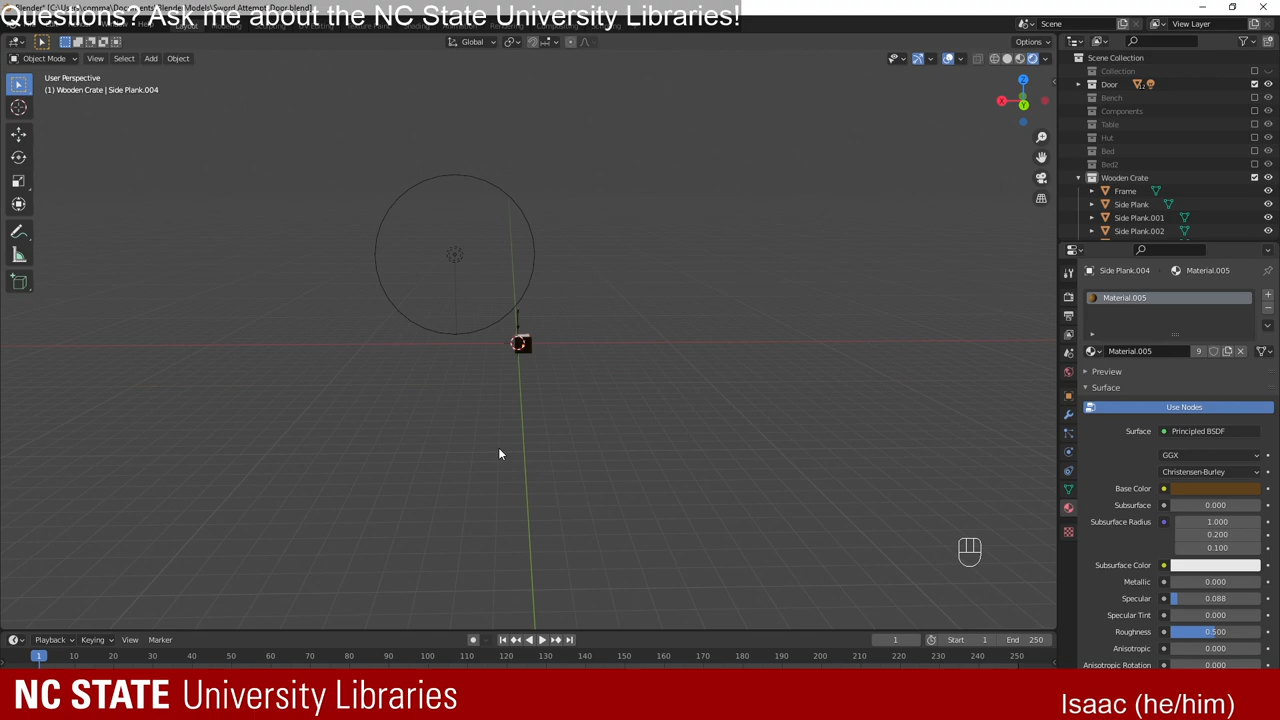 Questions? Ask me about the NC State University Libraries!
Scene
View Layer
Global
Options
Object Mode
View
Select
Add
Object
User Perspective
(1) Wooden Crate | Side Plank.004
X
Y
Z
Scene Collection
Collection
Door
12
Bench
Components
Table
Hut
Bed
Bed2
Wooden Crate
Frame
Side Plank
Side Plank.001
Side Plank.002
Side Plank.004
Material.005
Material.005
Material.005 9
Preview
Surface
Use Nodes
Surface Principled BSDF
GGX
Christensen-Burley
Base Color
Subsurface 0.000
Subsurface Radius 1.000
0.200
0.100
Subsurface Color
Metallic 0.000
Specular 0.088
Specular Tint 0.000
Roughness 0.500
Anisotropic 0.000
Anisotropic Rotation 0.000
Playback
Keying
View
Marker
1
Start 1
End 250
1 10 20 30 40 50 60 70 80 90 100 110 120 130 140 150 160 170 180 190 200 210 220 230 240 250
NC STATE University Libraries
Isaac (he/him)